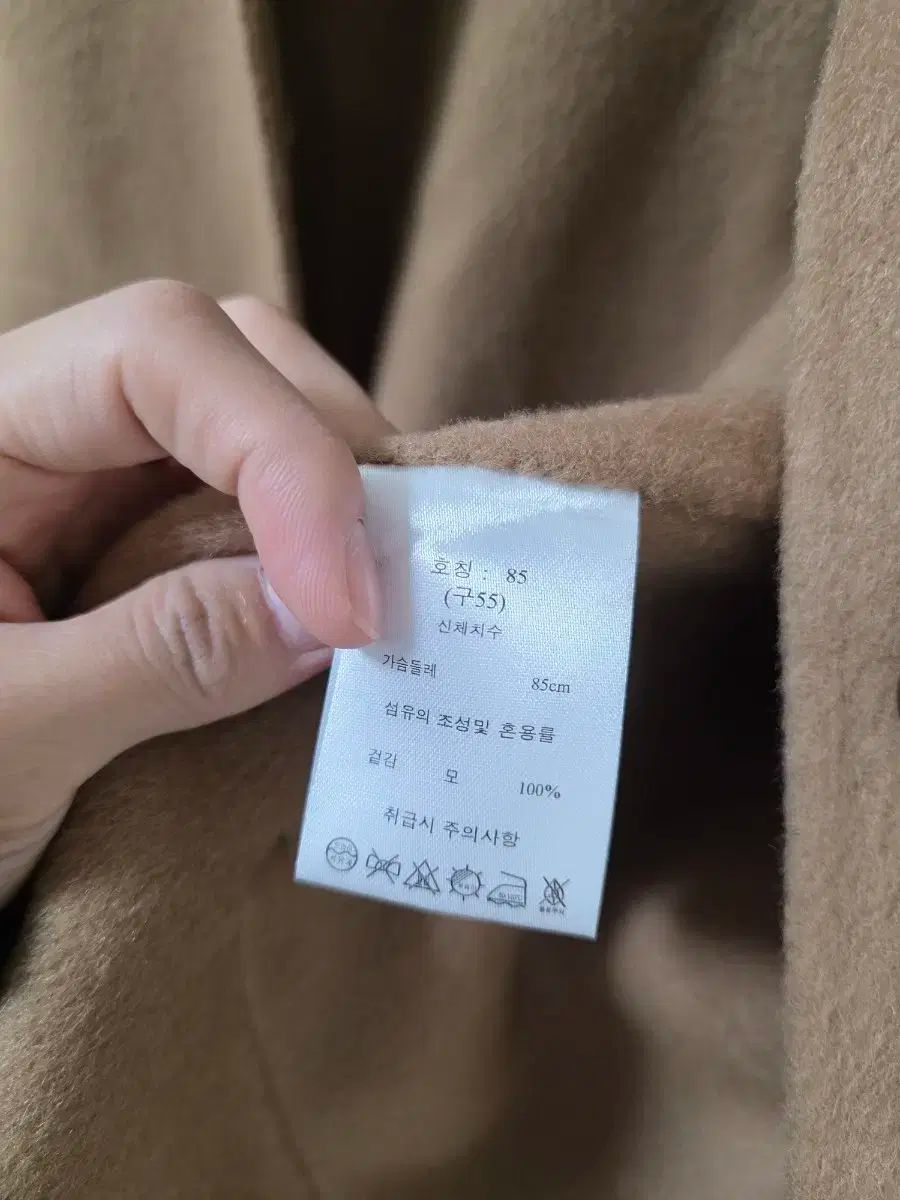 호칭 : 85
(구55)
신체치수
가슴둘레 85cm
섬유의 조성및 혼용률
겉감 모 100%
취급시 주의사항